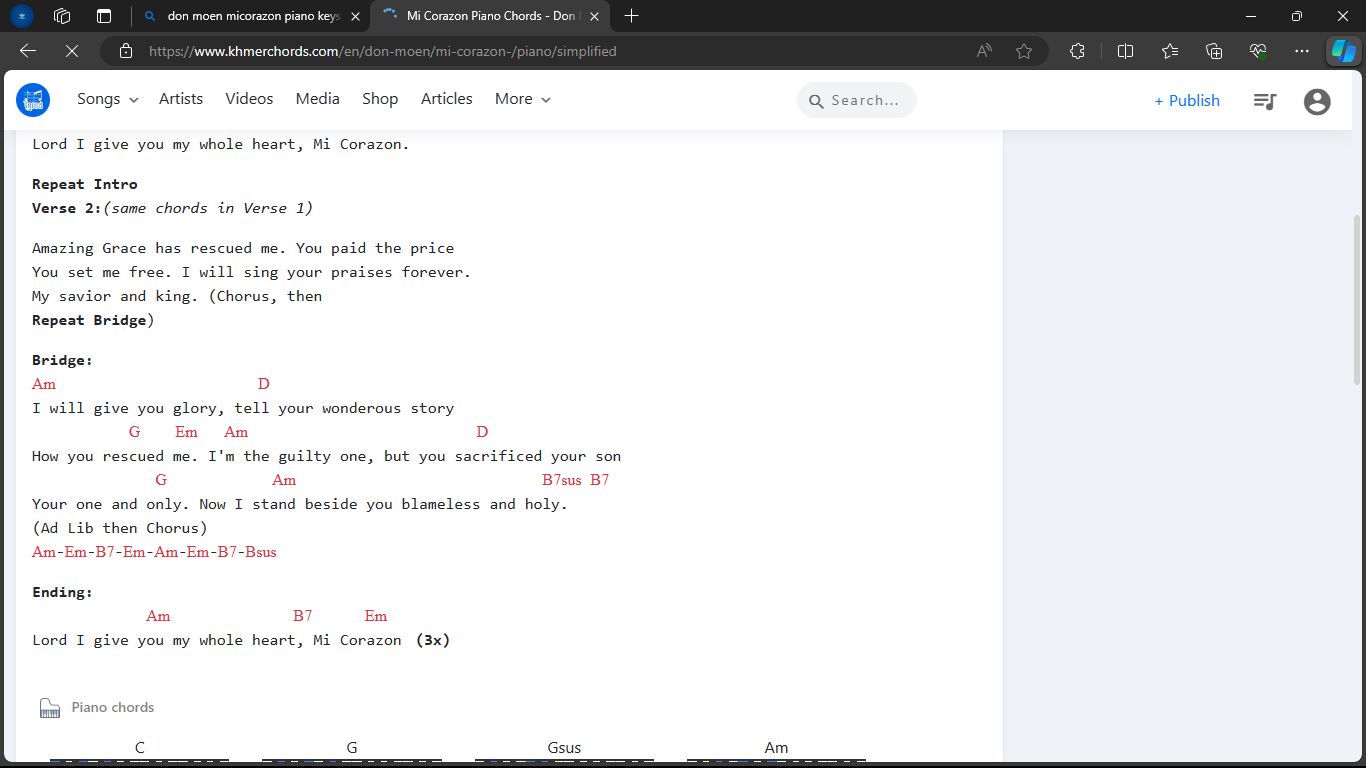 don moen micorazon piano keys
Mi Corazon Piano Chords - Don
https://www.khmerchords.com/en/don-moen/mi-corazon-/piano/simplified
Songs Artists Videos Media Shop Articles More Search... + Publish
Lord I give you my whole heart, Mi Corazon.
Repeat Intro
Verse 2:(same chords in Verse 1)
Amazing Grace has rescued me. You paid the price
You set me free. I will sing your praises forever.
My savior and king. (Chorus, then
Repeat Bridge)
Bridge:
Am D
I will give you glory, tell your wonderous story
G Em Am D
How you rescued me. I'm the guilty one, but you sacrificed your son
G Am B7sus B7
Your one and only. Now I stand beside you blameless and holy.
(Ad Lib then Chorus)
Am-Em-B7-Em-Am-Em-B7-Bsus
Ending:
Am B7 Em
Lord I give you my whole heart, Mi Corazon (3x)
Piano chords
C G Gsus Am